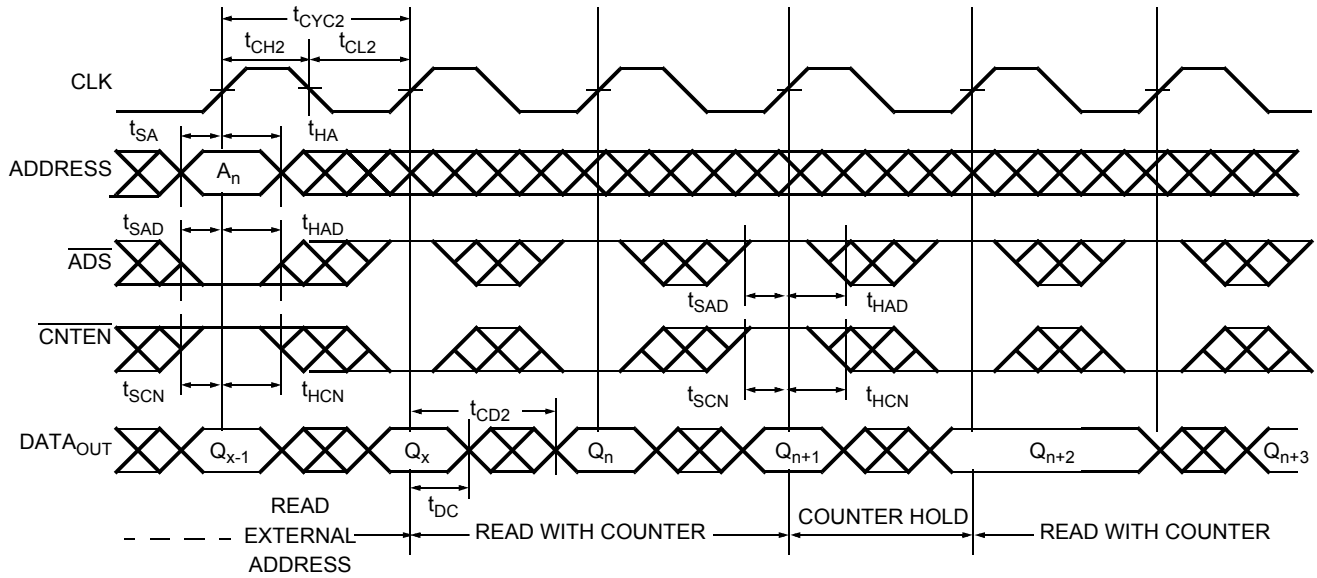 tCYC2
tCH2 tCL2
CLK
tSA tHA
ADDRESS An
tSAD tHAD
ADS
tSAD tHAD
CNTEN
tSCN tHCN tSCN tHCN
tCD2
DATAOUT Qx-1 Qx Qn Qn+1 Qn+2 Qn+3
tDC
READ
EXTERNAL
ADDRESS
READ WITH COUNTER
COUNTER HOLD
READ WITH COUNTER